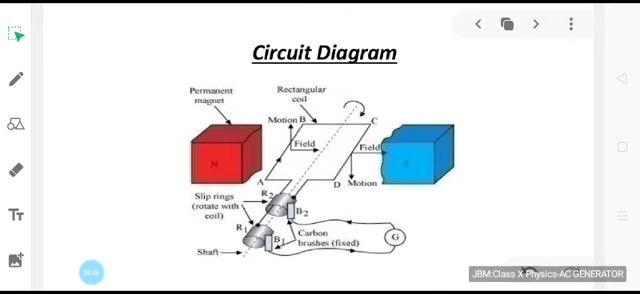 Circuit Diagram
Permanent
magnet
Rectangular
coil
Motion B
C
Field
Field
N
S
A
D
Motion
Slip rings
(rotate with
coil)
R2
B2
R1
B1
Carbon
brushes (fixed)
G
Shaft
JBM:Class X Physics-AC GENERATOR
Tт